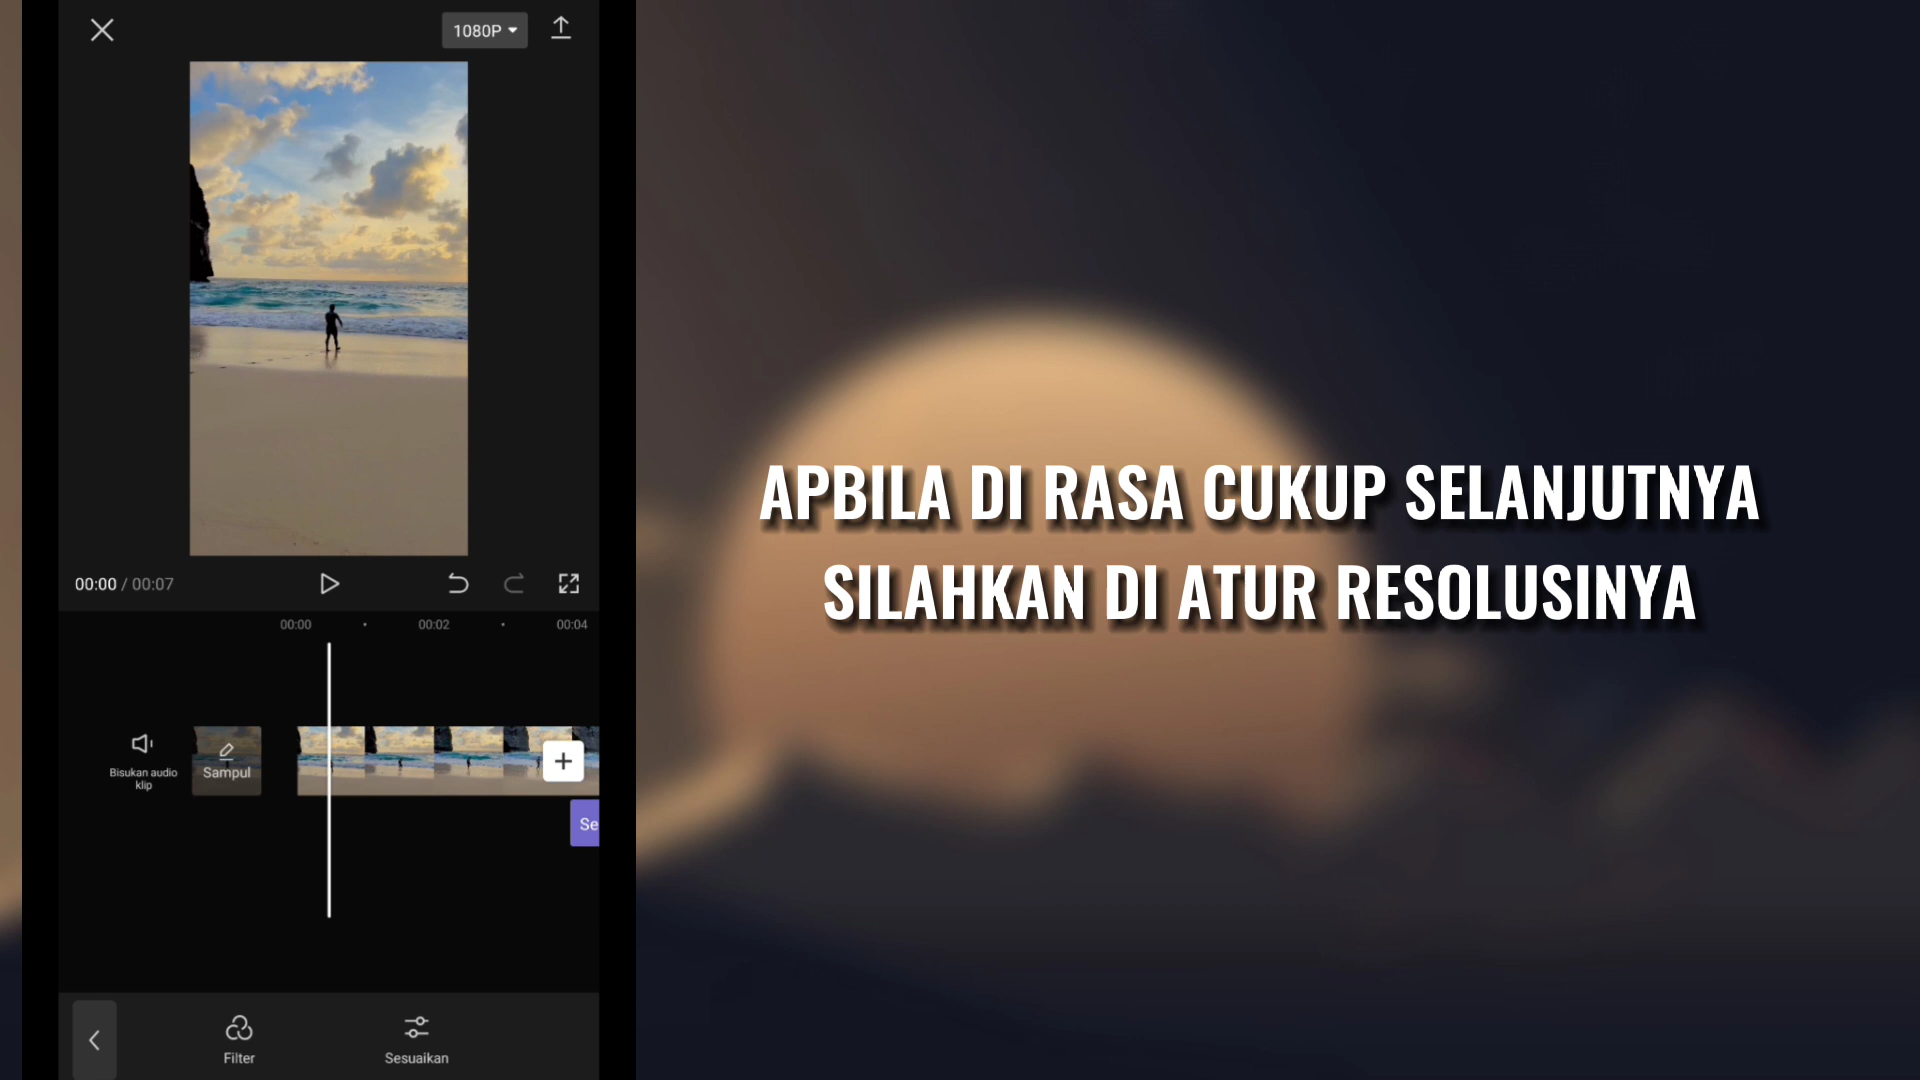 1080P
00:00 / 00:07
00:00 00:02 00:04
Bisukan audio
klip
Sampul
Se
Filter
Sesuaikan
APBILA DI RASA CUKUP SELANJUTNYA
SILAHKAN DI ATUR RESOLUSINYA